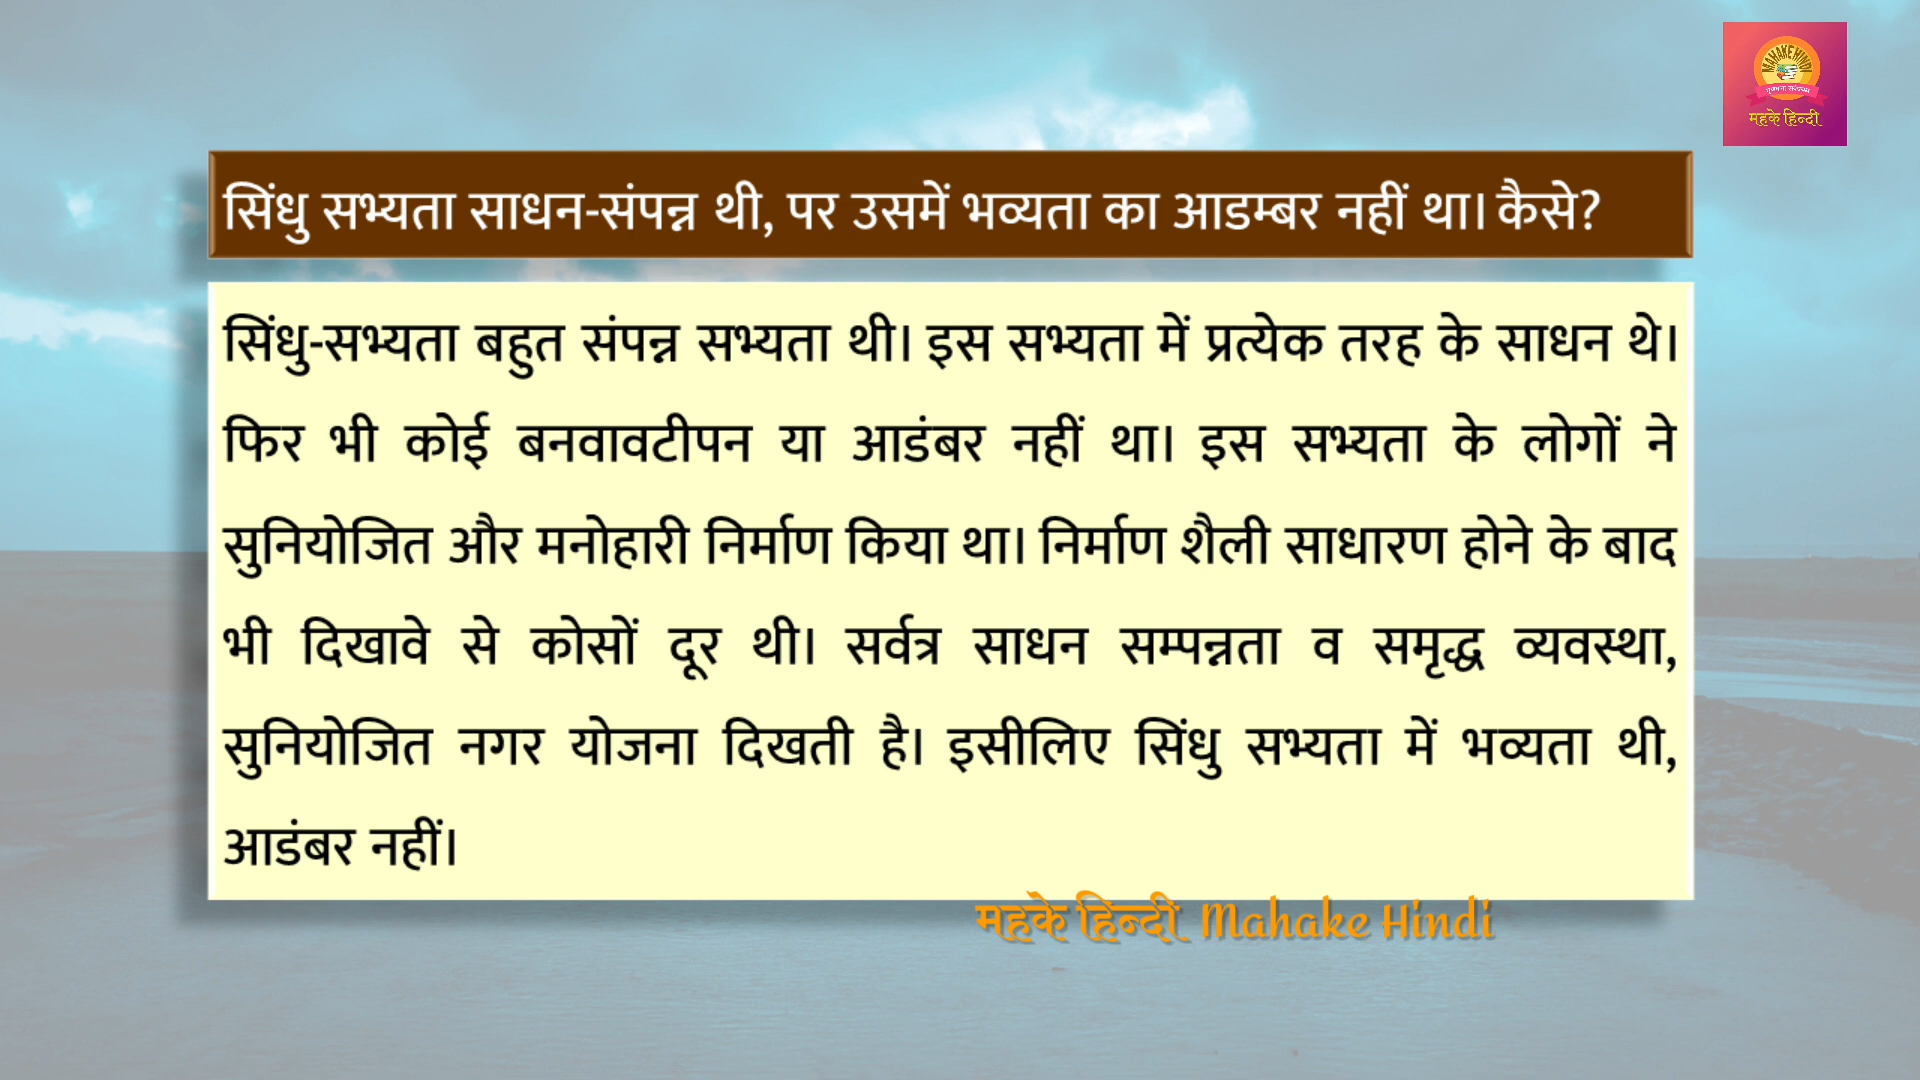 MAHAKE HINDI
महके हिन्दी
सिंधु सभ्यता साधन-संपन्न थी, पर उसमें भव्यता का आडम्बर नहीं था। कैसे?
सिंधु-सभ्यता बहुत संपन्न सभ्यता थी। इस सभ्यता में प्रत्येक तरह के साधन थे।
फिर भी कोई बनवावटीपन या आडंबर नहीं था। इस सभ्यता के लोगों ने
सुनियोजित और मनोहारी निर्माण किया था। निर्माण शैली साधारण होने के बाद
भी दिखावे से कोसों दूर थी। सर्वत्र साधन सम्पन्नता व समृद्ध व्यवस्था,
सुनियोजित नगर योजना दिखती है। इसीलिए सिंधु सभ्यता में भव्यता थी,
आडंबर नहीं।
महके हिन्दी Mahake Hindi